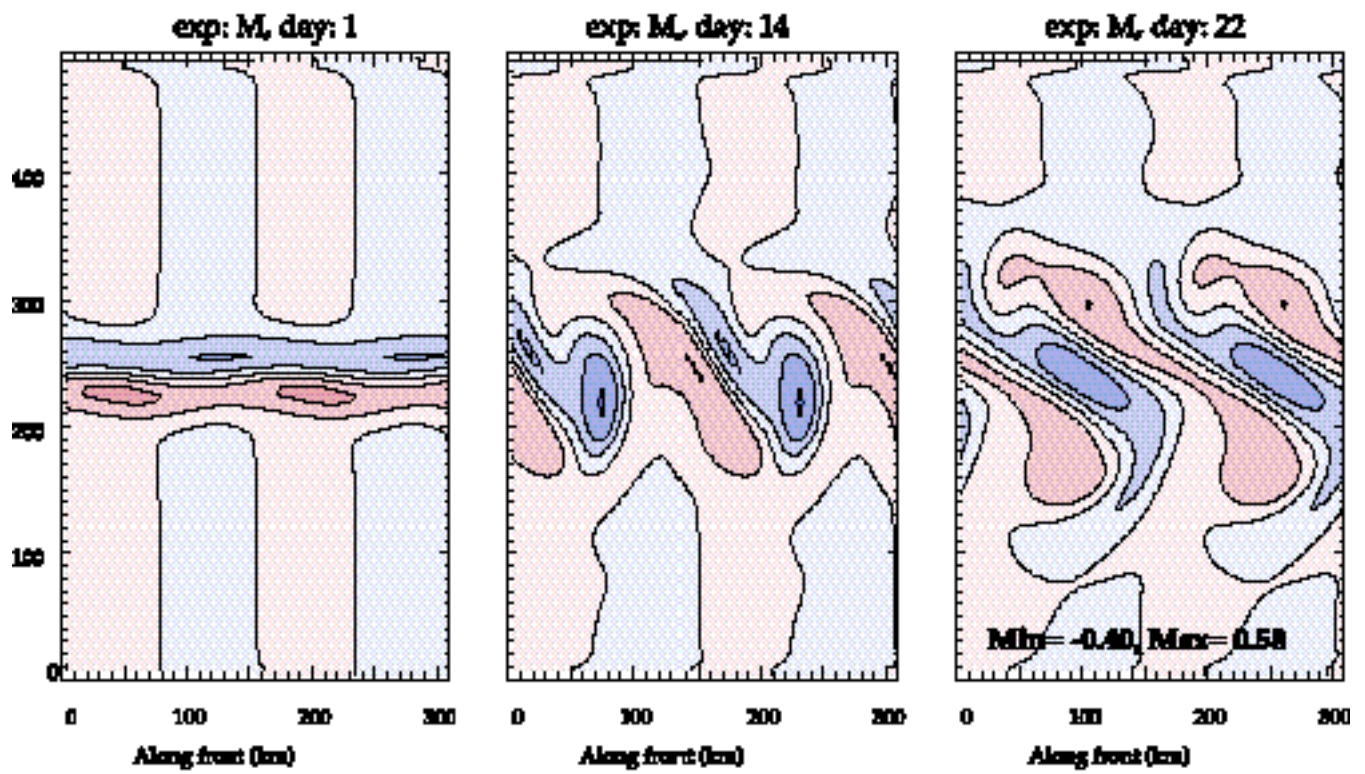 exp: M, day: 1
exp: M, day: 14
exp: M, day: 22
400
300
200
100
0
Min= -0.40, Max= 0.58
0 100 200 300
0 100 200 300
0 100 200 300
Along front (km)
Along front (km)
Along front (km)